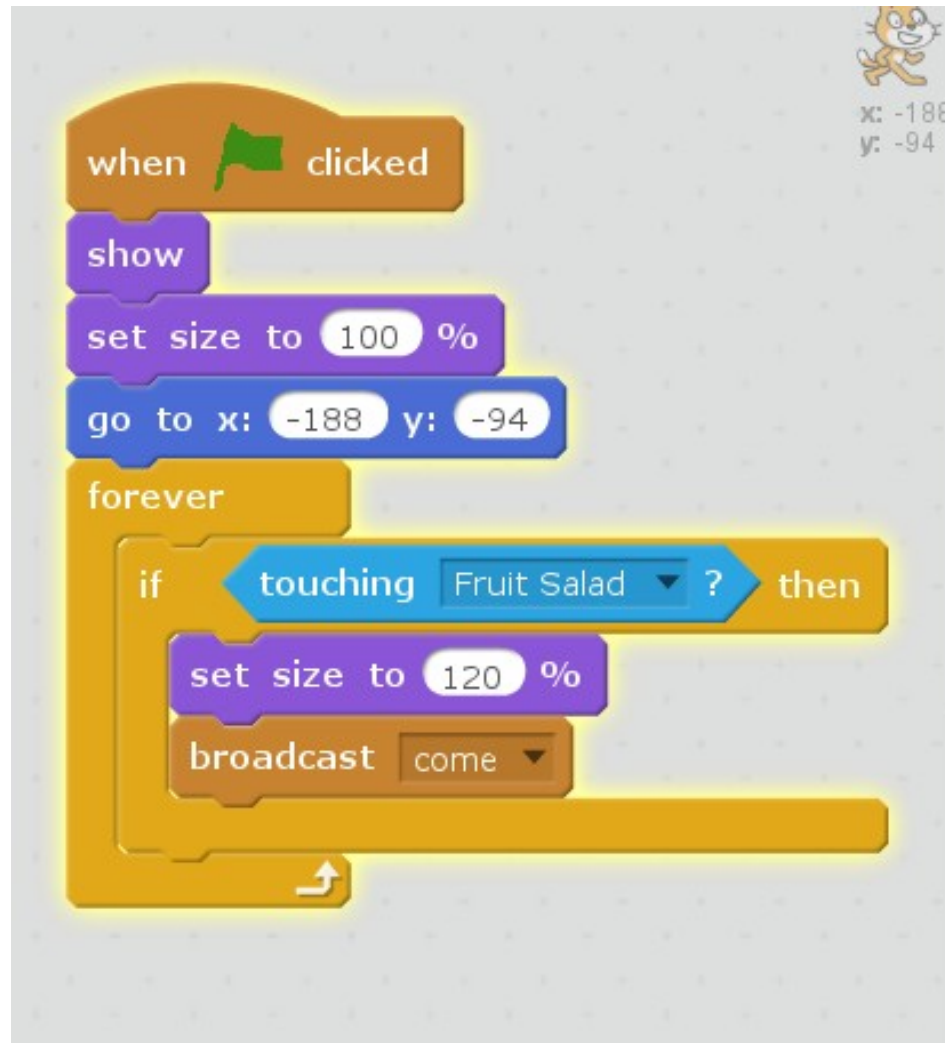 x: -188
y: -94
when clicked
show
set size to 100 %
go to x: -188 y: -94
forever
if touching Fruit Salad ? then
set size to 120 %
broadcast come